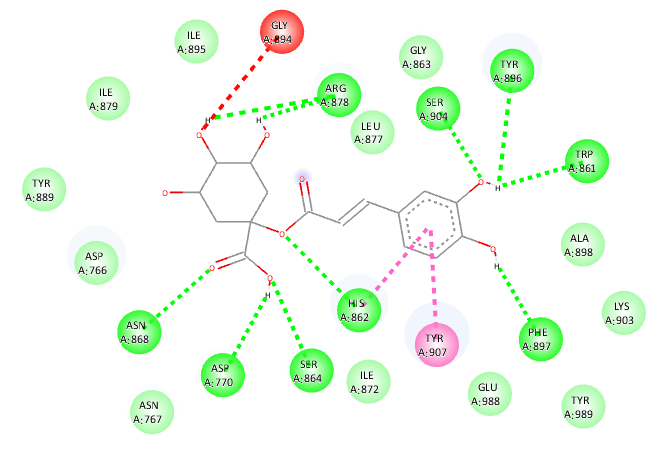 ILE
A:895
GLY
A:894
GLY
A:863
TYR
A:896
ILE
A:879
ARG
A:878
SER
A:904
LEU
A:877
TRP
A:861
TYR
A:889
ASP
A:766
ALA
A:898
LYS
A:903
ASN
A:868
HIS
A:862
TYR
A:907
PHE
A:897
ASP
A:770
SER
A:864
ILE
A:872
GLU
A:988
TYR
A:989
ASN
A:767
H
H
O
O
O
O
O
O
O
H
O
H
O
H